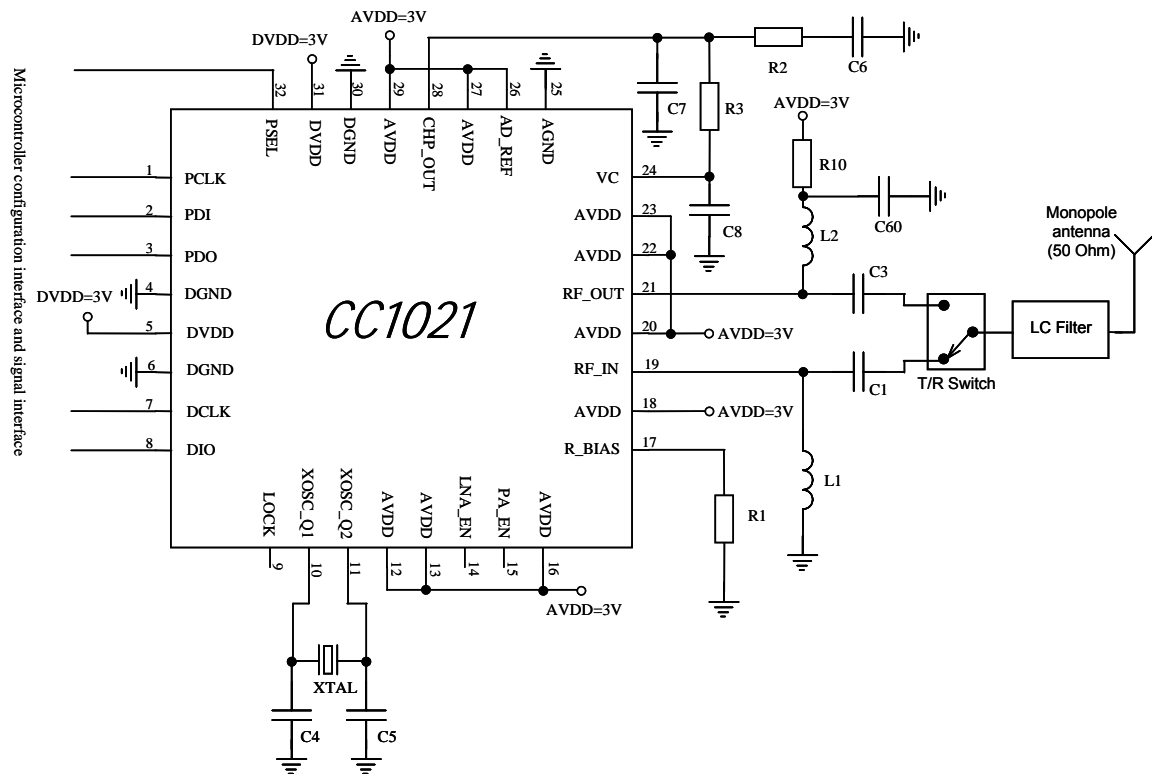 AVDD=3V
DVDD=3V
R2
C6
C7
R3
AVDD=3V
Microcontroller configuration interface and signal interface
32
31
30
29
28
27
26
25
PSEL
DVDD
DGND
AVDD
CHP_OUT
AVDD
AD_REF
AGND
R10
1 PCLK
VC 24
2 PDI
AVDD 23
C8
L2
C60
Monopole
antenna
(50 Ohm)
3 PDO
AVDD 22
C3
DVDD=3V
4 DGND
RF_OUT 21
CC1021
5 DVDD
AVDD 20
AVDD=3V
LC Filter
6 DGND
RF_IN 19
C1
T/R Switch
7 DCLK
AVDD 18
AVDD=3V
8 DIO
R_BIAS 17
L1
R1
LOCK
XOSC_Q1
XOSC_Q2
AVDD
AVDD
LNA_EN
PA_EN
AVDD
9
10
11
12
13
14
15
16
AVDD=3V
XTAL
C4
C5